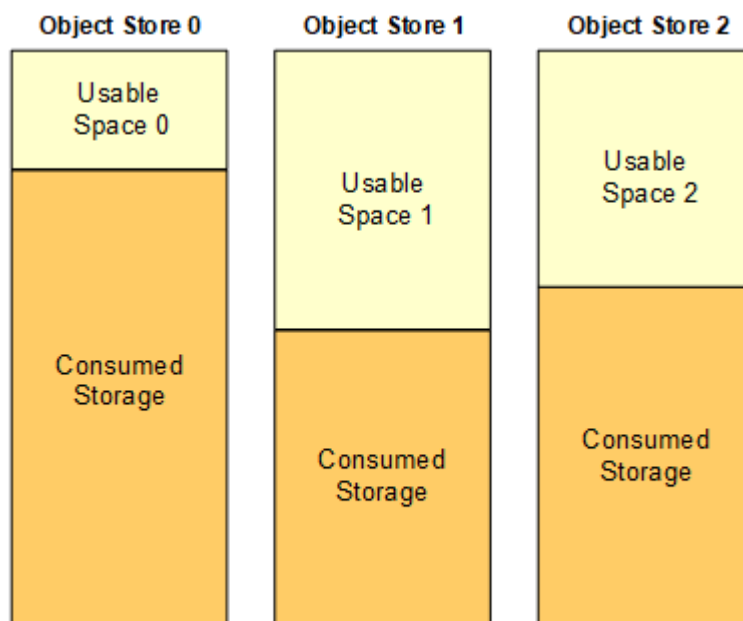 Object Store 0
Object Store 1
Object Store 2
Usable
Space 0
Usable
Space 1
Usable
Space 2
Consumed
Storage
Consumed
Storage
Consumed
Storage